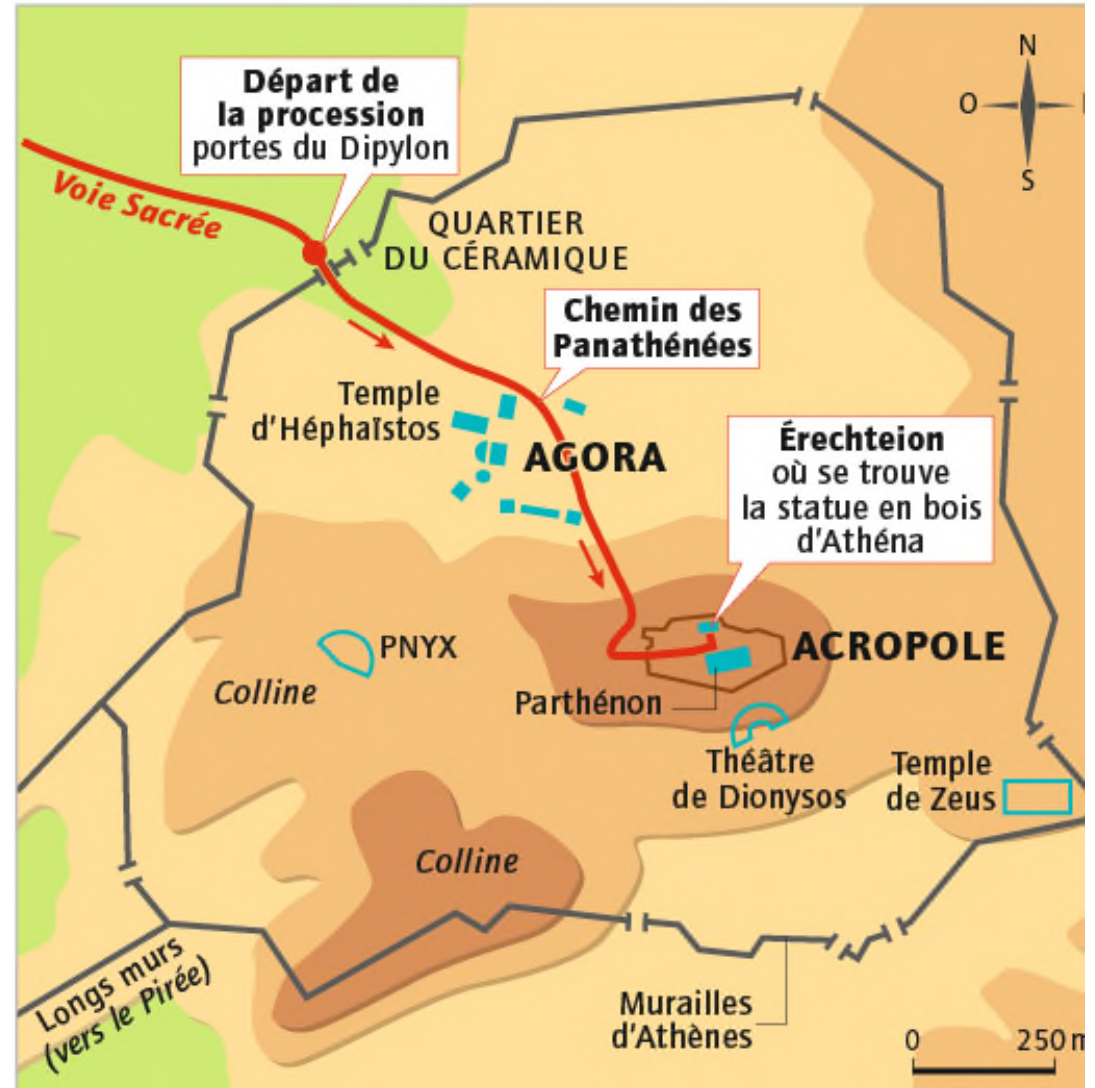 N
O
S
Départ de
la procession
portes du Dipylon
Voie Sacrée
QUARTIER
DU CÉRAMIQUE
Chemin des
Panathénées
Temple
d'Héphaïstos
AGORA
Érechteion
où se trouve
la statue en bois
d'Athéna
PNYX
ACROPOLE
Colline
Parthénon
Théâtre
de Dionysos
Temple
de Zeus
Colline
Longs murs
(vers le Pirée)
Murailles
d'Athènes
0 250 m